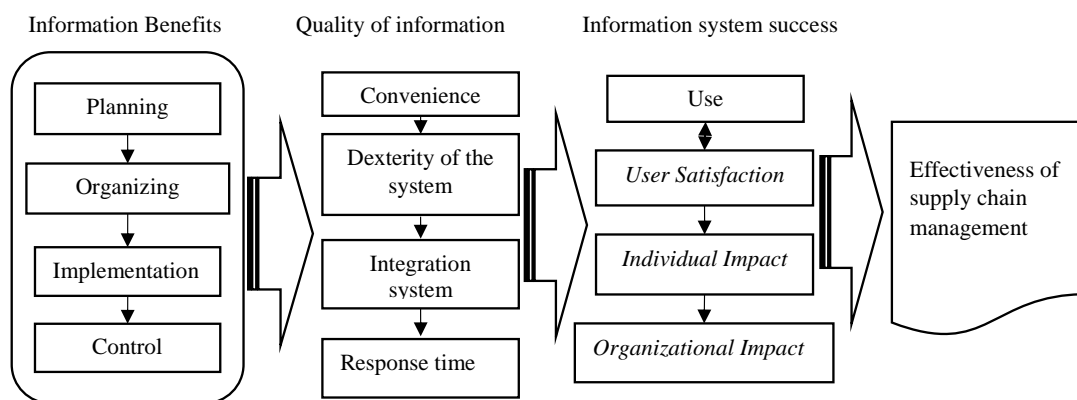 Information Benefits
Planning
Organizing
Implementation
Control
Quality of information
Convenience
Dexterity of the
system
Integration
system
Response time
Information system success
Use
User Satisfaction
Individual Impact
Organizational Impact
Effectiveness of
supply chain
management